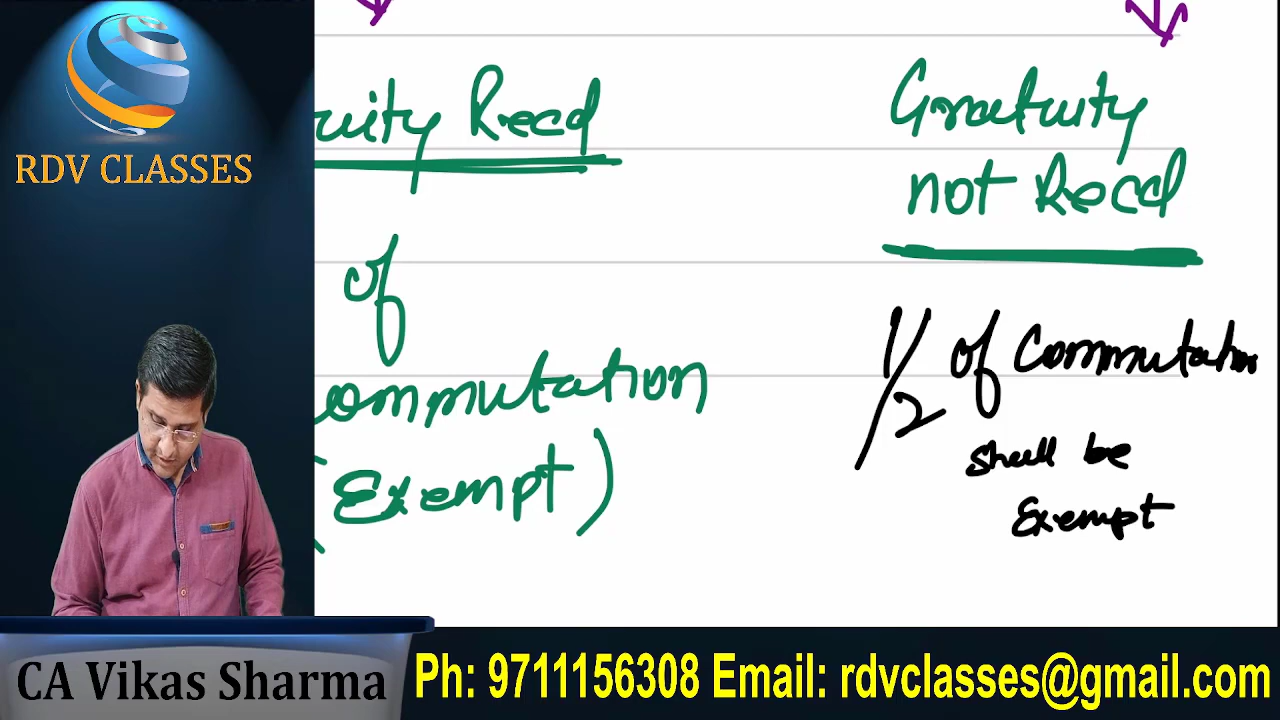 RDV CLASSES
uity Recd
of
ommutation
(Exempt)
Gratuity
not Recd
1/2 of Commutation
shall be
Exempt
CA Vikas Sharma
Ph: 9711156308 Email: rdvclasses@gmail.com